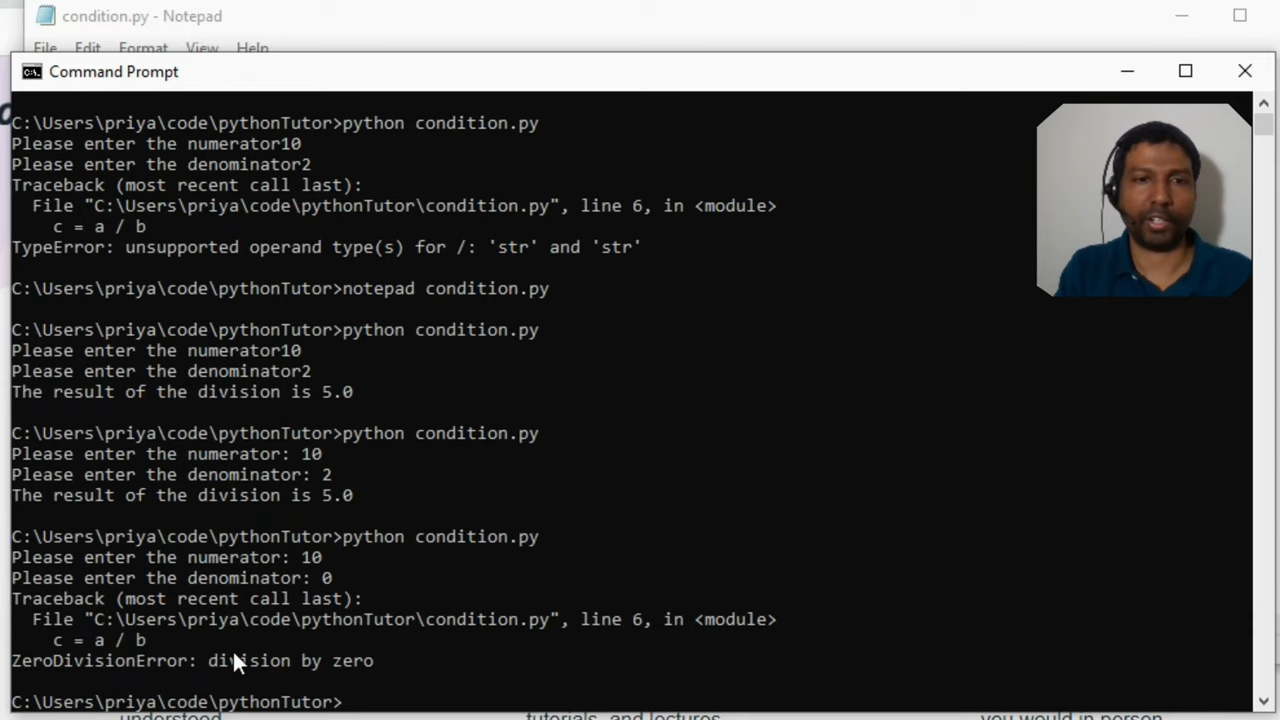 condition.py - Notepad
File Edit Format View Help
Command Prompt
C:\Users\priya\code\pythonTutor>python condition.py
Please enter the numerator10
Please enter the denominator2
Traceback (most recent call last):
File "C:\Users\priya\code\pythonTutor\condition.py", line 6, in <module>
c = a / b
TypeError: unsupported operand type(s) for /: 'str' and 'str'
C:\Users\priya\code\pythonTutor>notepad condition.py
C:\Users\priya\code\pythonTutor>python condition.py
Please enter the numerator10
Please enter the denominator2
The result of the division is 5.0
C:\Users\priya\code\pythonTutor>python condition.py
Please enter the numerator: 10
Please enter the denominator: 2
The result of the division is 5.0
C:\Users\priya\code\pythonTutor>python condition.py
Please enter the numerator: 10
Please enter the denominator: 0
Traceback (most recent call last):
File "C:\Users\priya\code\pythonTutor\condition.py", line 6, in <module>
c = a / b
ZeroDivisionError: division by zero
C:\Users\priya\code\pythonTutor>
understood tutorials, and lectures you would in person